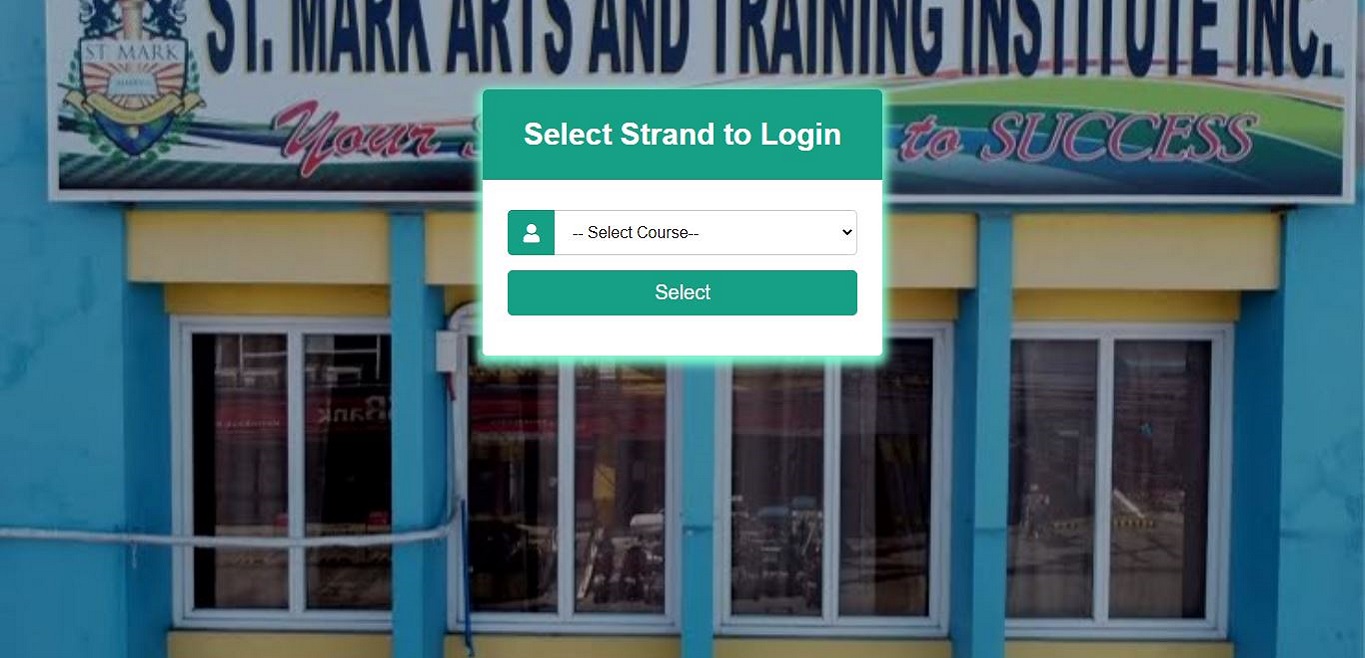 ST. MARK ARTS AND TRAINING INSTITUTE INC.
ST. MARK
Your
to SUCCESS
Select Strand to Login
-- Select Course--
Select
Bank